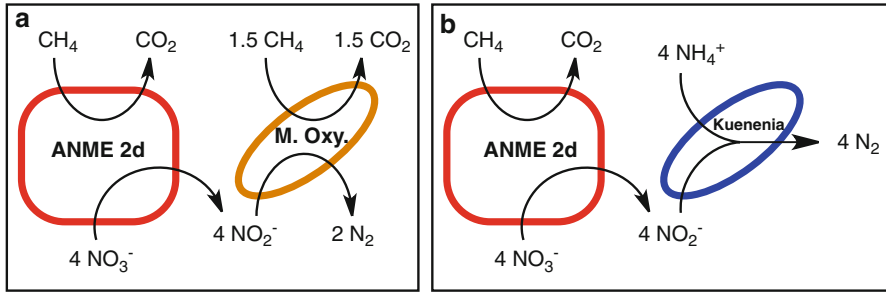 a
CH₄ CO₂ 1.5 CH₄ 1.5 CO₂
ANME 2d M. Oxy.
4 NO₃⁻ 4 NO₂⁻ 2 N₂
b
CH₄ CO₂ 4 NH₄⁺
ANME 2d Kuenenia 4 N₂
4 NO₃⁻ 4 NO₂⁻